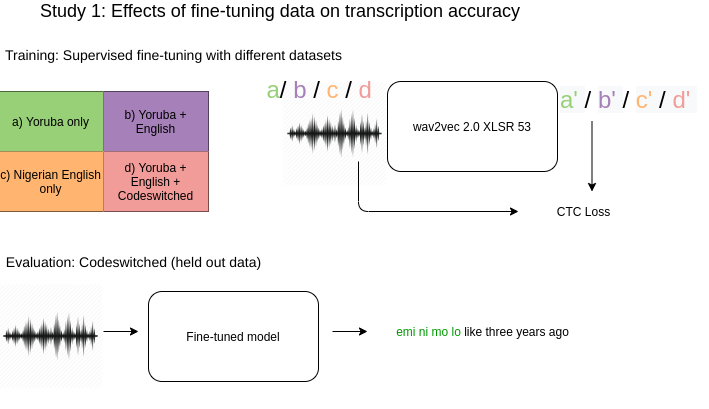 Study 1: Effects of fine-tuning data on transcription accuracy
Training: Supervised fine-tuning with different datasets
a/ b / c / d
a' / b' / c' / d'
a) Yoruba only
b) Yoruba +
English
wav2vec 2.0 XLSR 53
c) Nigerian English
only
d) Yoruba +
English +
Codeswitched
CTC Loss
Evaluation: Codeswitched (held out data)
Fine-tuned model
emi ni mo lo like three years ago